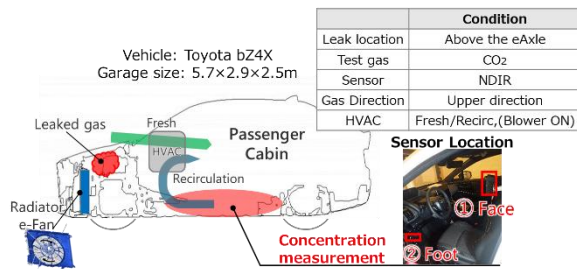 Vehicle: Toyota bZ4X
Garage size: 5.7×2.9×2.5m
Condition
Leak location Above the eAxle
Test gas CO₂
Sensor NDIR
Gas Direction Upper direction
HVAC Fresh/Recirc,(Blower ON)
Leaked gas
Fresh
HVAC
Recirculation
Passenger
Cabin
Radiator
e-Fan
Concentration
measurement
Sensor Location
① Face
② Foot